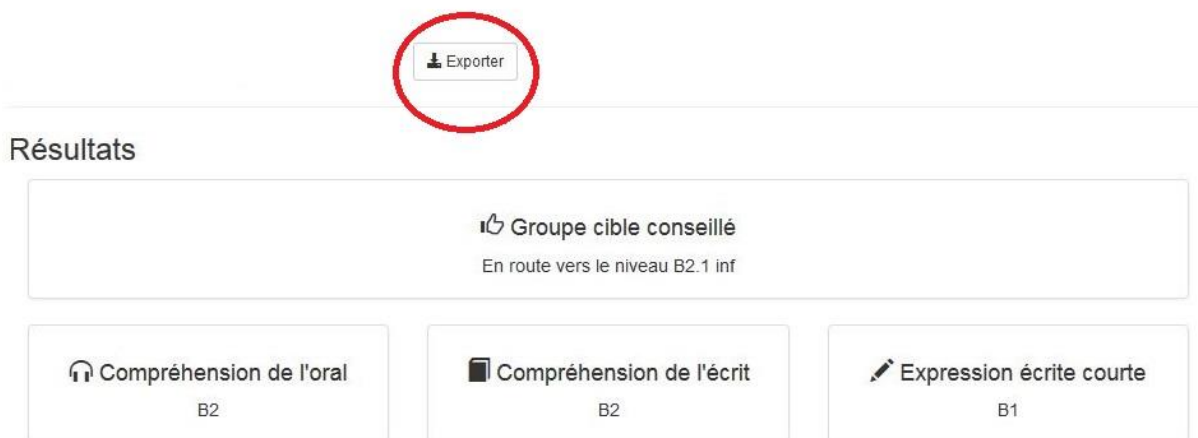 Exporter
Résultats
Groupe cible conseillé
En route vers le niveau B2.1 inf
Compréhension de l'oral
B2
Compréhension de l'écrit
B2
Expression écrite courte
B1